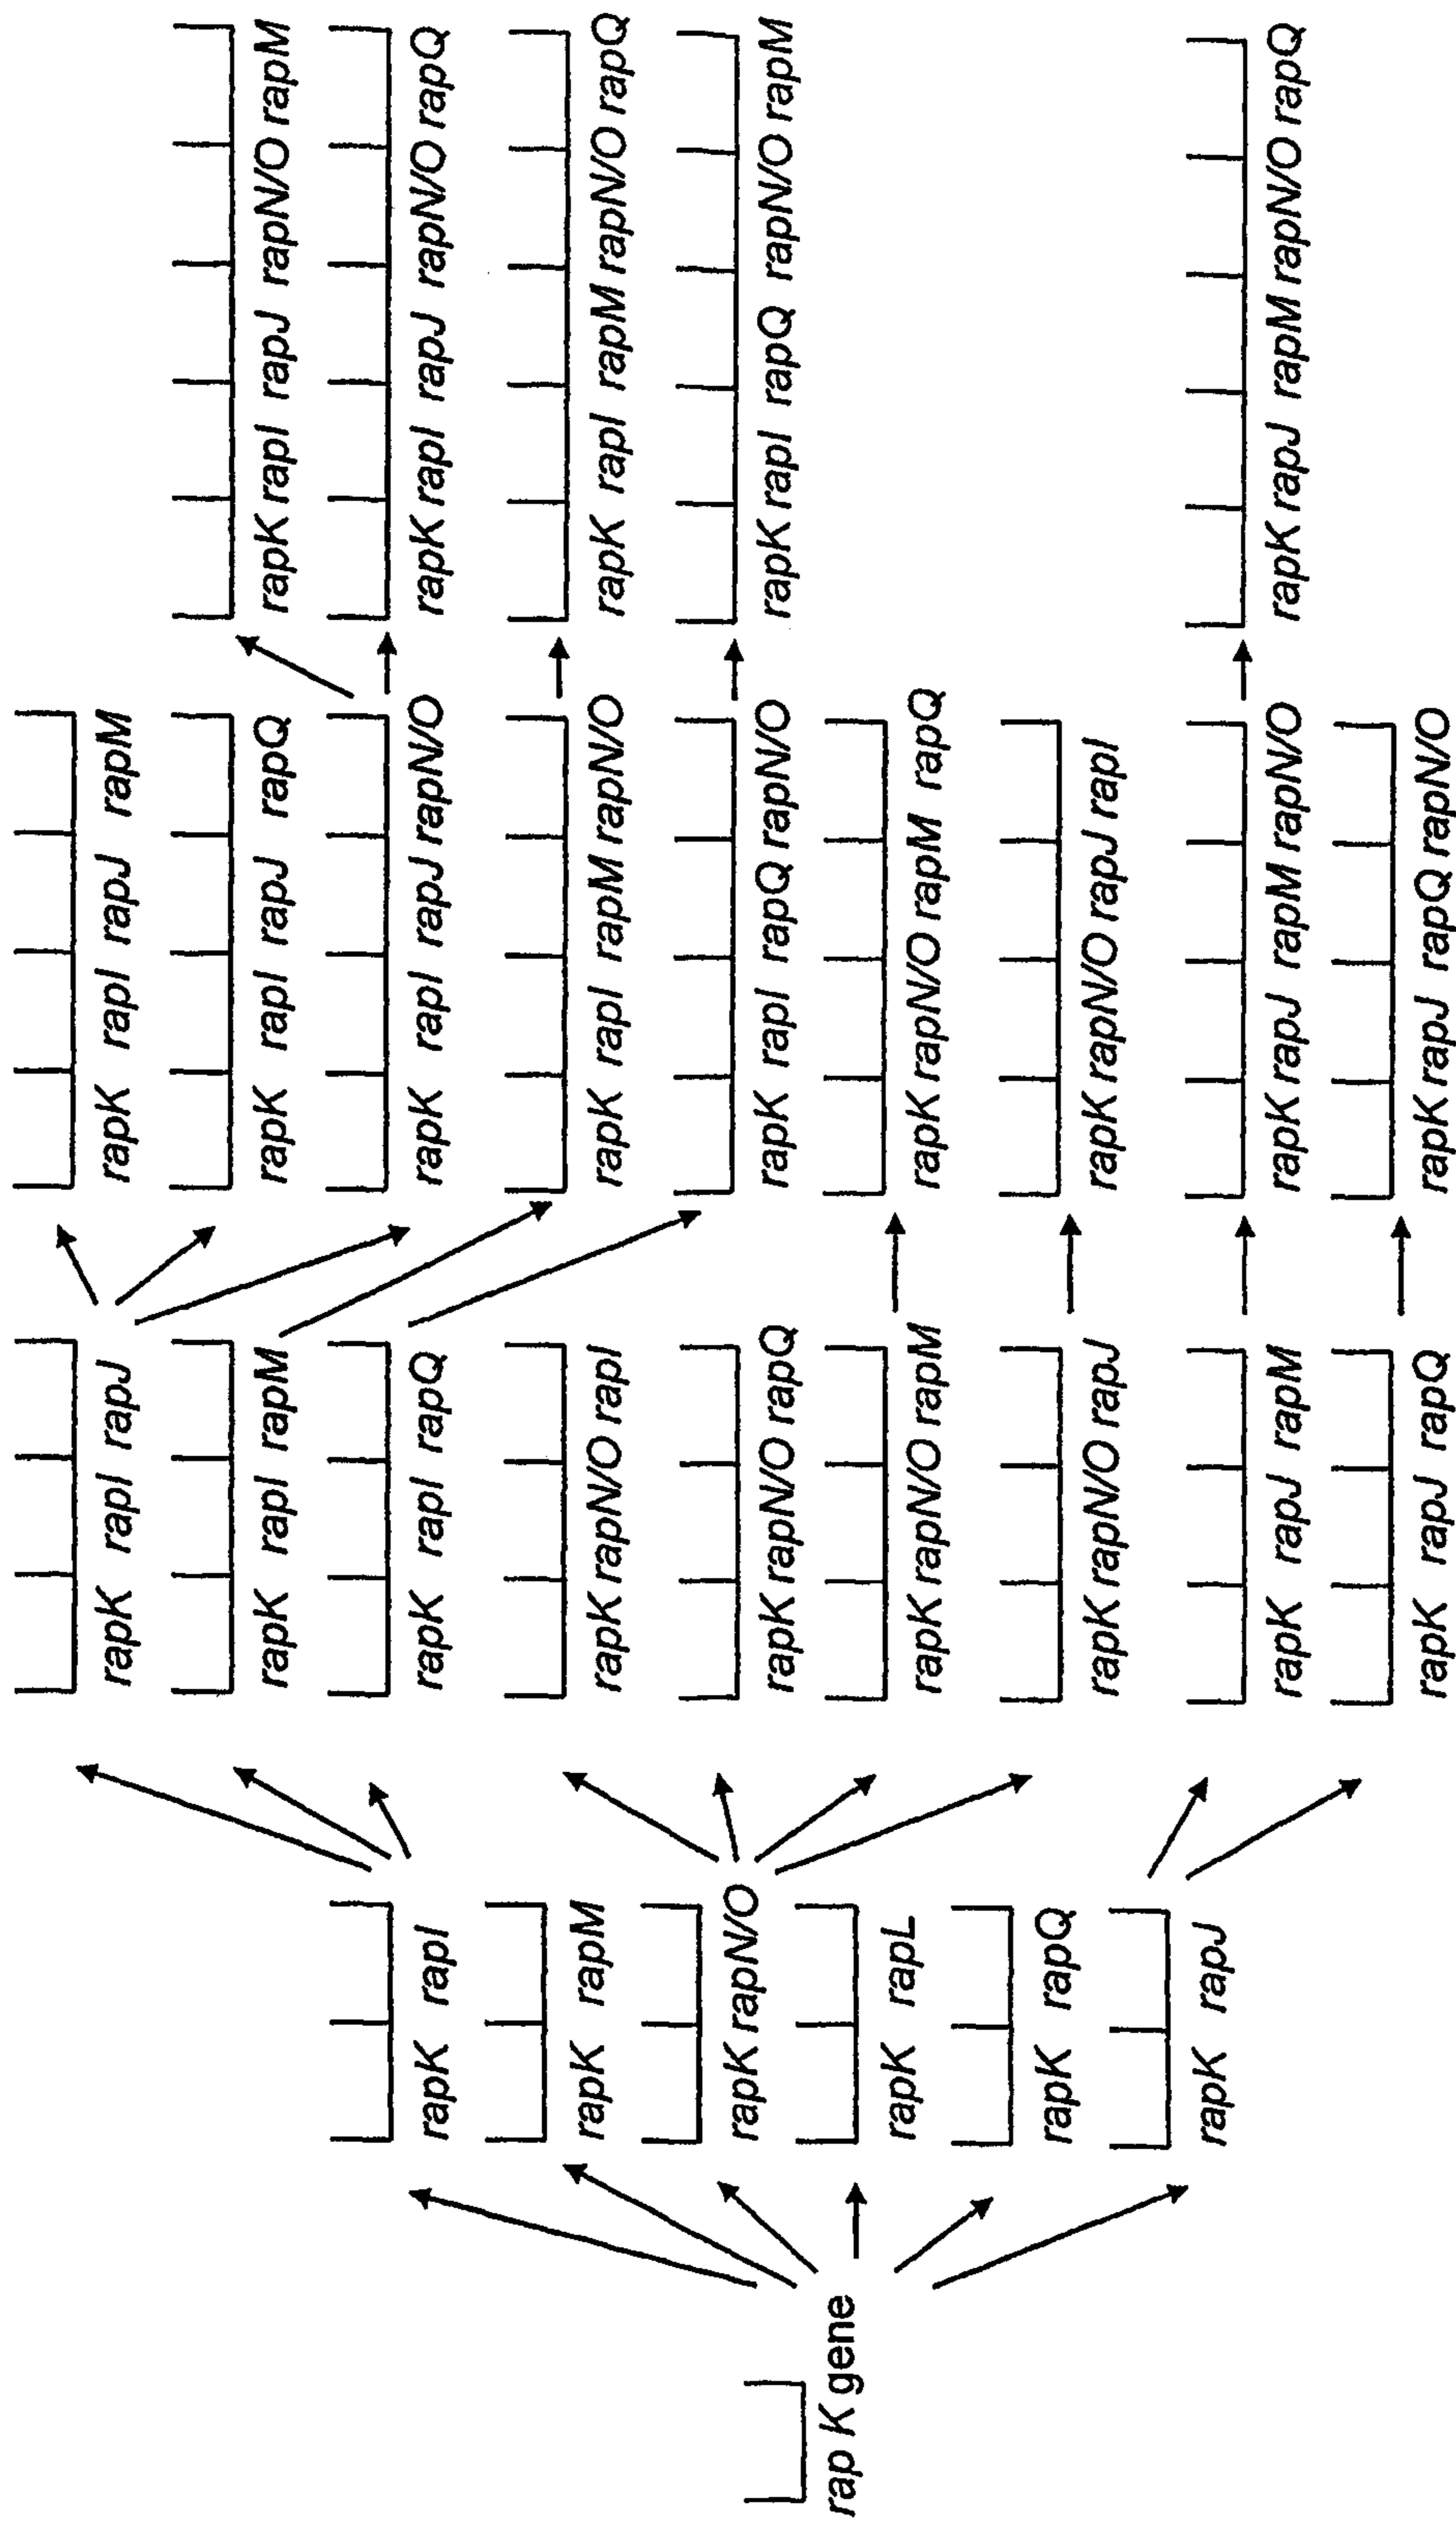 rap K gene
rapK rapI
rapK rapM
rapK rapN/O
rapK rapL
rapK rapQ
rapK rapJ
rapK rapI rapJ
rapK rapI rapM
rapK rapI rapQ
rapK rapN/O rapI
rapK rapN/O rapQ
rapK rapN/O rapM
rapK rapN/O rapJ
rapK rapJ rapM
rapK rapJ rapQ
rapK rapI rapJ rapM
rapK rapI rapJ rapQ
rapK rapI rapJ rapN/O
rapK rapI rapM rapN/O
rapK rapI rapQ rapN/O
rapK rapN/O rapM rapQ
rapK rapN/O rapJ rapI
rapK rapJ rapM rapN/O
rapK rapJ rapQ rapN/O
rapK rapI rapJ rapN/O rapM
rapK rapI rapJ rapN/O rapQ
rapK rapI rapM rapN/O rapQ
rapK rapI rapQ rapN/O rapM
rapK rapJ rapM rapN/O rapQ